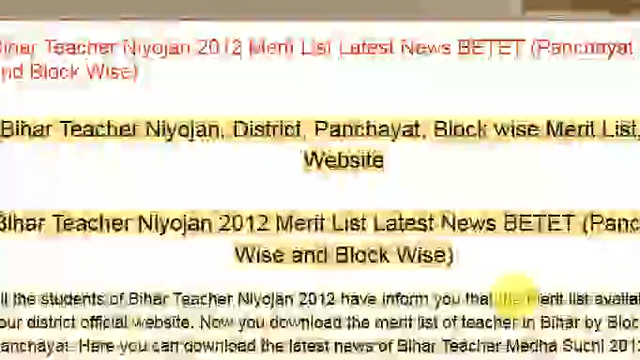 Bihar Teacher Niyojan 2012 Merit List Latest News BETET (Panchayat
and Block Wise)
Bihar Teacher Niyojan, District, Panchayat, Block wise Merit List,
Website
Bihar Teacher Niyojan 2012 Merit List Latest News BETET (Panc
Wise and Block Wise)
ll the students of Bihar Teacher Niyojan 2012 have inform you that the merit list availa
our district official website. Now you download the merit list of teacher in Bihar by Bloc
anchayat. Here you can download the latest news of Bihar Teacher Medha Suchi 201